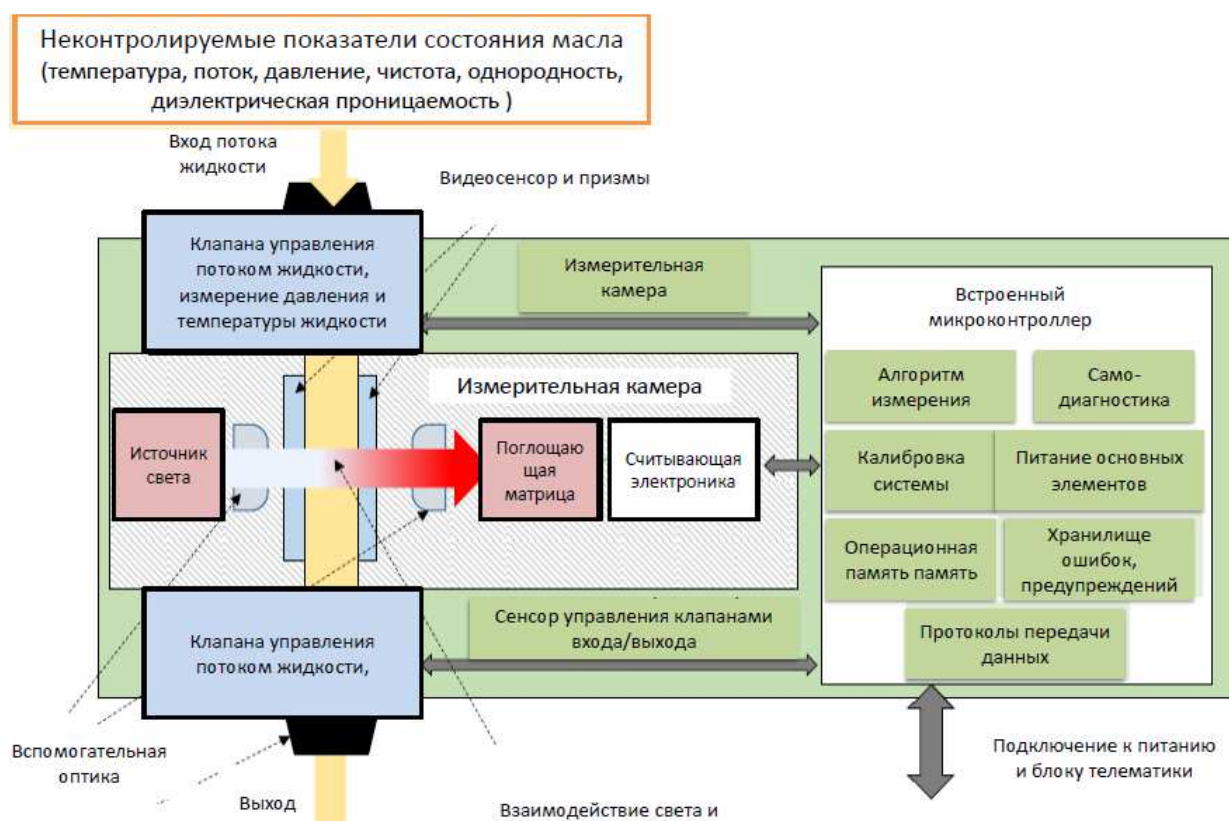 Неконтролируемые показатели состояния масла
(температура, поток, давление, чистота, однородность,
диэлектрическая проницаемость )
Вход потока
жидкости
Видеосенсор и призмы
Клапана управления
потоком жидкости,
измерение давления и
температуры жидкости
Измерительная
камера
Встроенный
микроконтроллер
Алгоритм
измерения
Само-
диагностика
Измерительная камера
Источник
света
Поглощаю
щая
матрица
Считывающая
электроника
Калибровка
системы
Питание основных
элементов
Операционная
память память
Хранилище
ошибок,
предупреждений
Клапана управления
потоком жидкости,
Сенсор управления клапанами
входа/выхода
Протоколы передачи
данных
Вспомогательная
оптика
Подключение к питанию
и блоку телематики
Выход
Взаимодействие света и